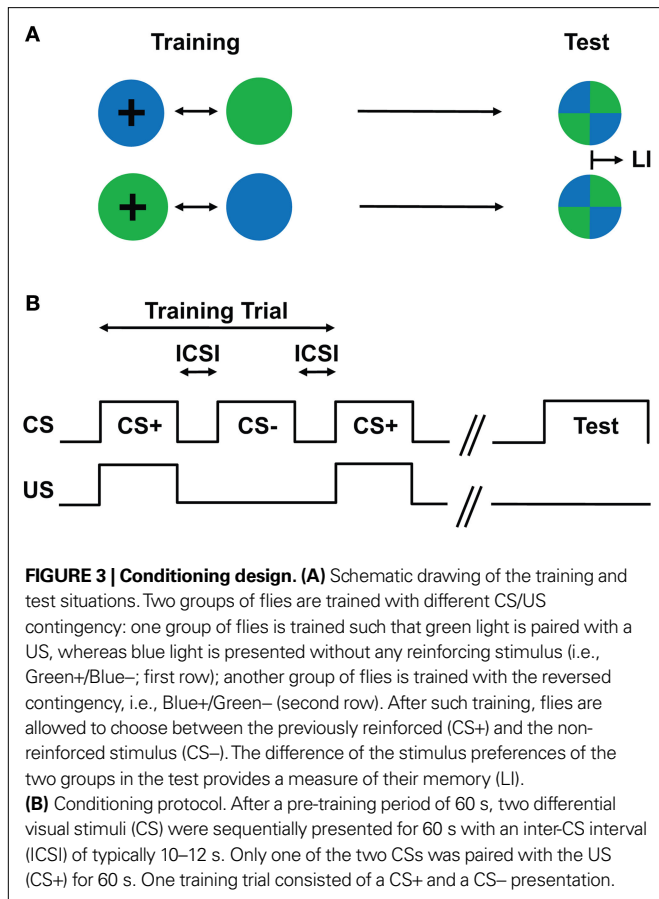 A
Training
Test
+
LI
+
B
Training Trial
ICSI
ICSI
CS
CS+
CS-
CS+
Test
US
FIGURE 3 | Conditioning design. (A) Schematic drawing of the training and
test situations. Two groups of flies are trained with different CS/US
contingency: one group of flies is trained such that green light is paired with a
US, whereas blue light is presented without any reinforcing stimulus (i.e.,
Green+/Blue–; first row); another group of flies is trained with the reversed
contingency, i.e., Blue+/Green– (second row). After such training, flies are
allowed to choose between the previously reinforced (CS+) and the non-
reinforced stimulus (CS–). The difference of the stimulus preferences of the
two groups in the test provides a measure of their memory (LI).
(B) Conditioning protocol. After a pre-training period of 60 s, two differential
visual stimuli (CS) were sequentially presented for 60 s with an inter-CS interval
(ICSI) of typically 10–12 s. Only one of the two CSs was paired with the US
(CS+) for 60 s. One training trial consisted of a CS+ and a CS– presentation.